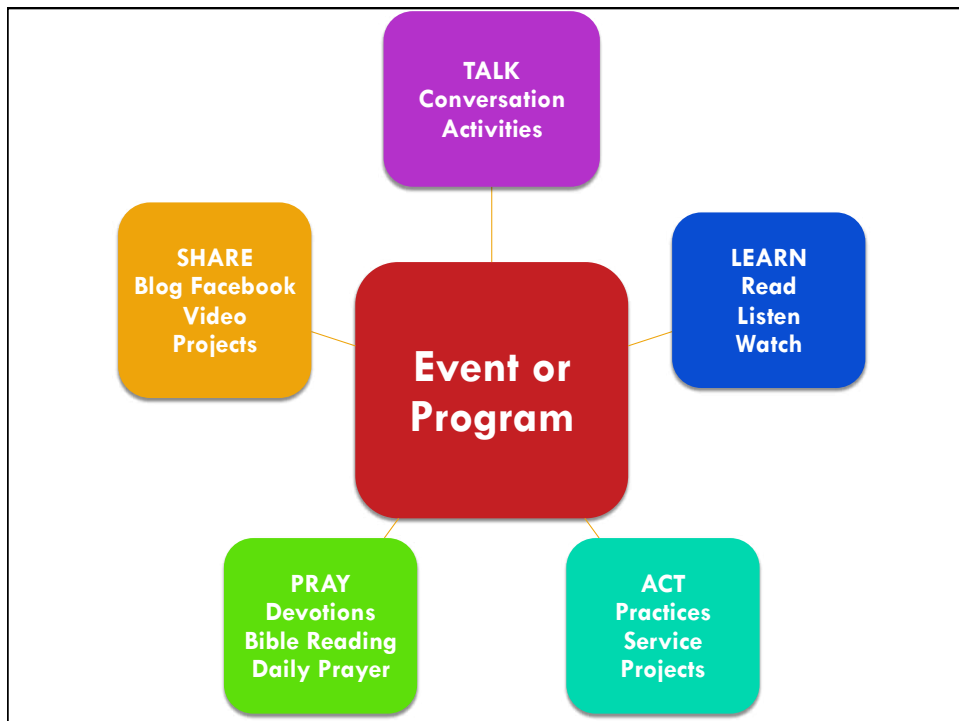 TALK
Conversation
Activities
SHARE
Blog Facebook
Video
Projects
LEARN
Read
Listen
Watch
Event or
Program
PRAY
Devotions
Bible Reading
Daily Prayer
ACT
Practices
Service
Projects